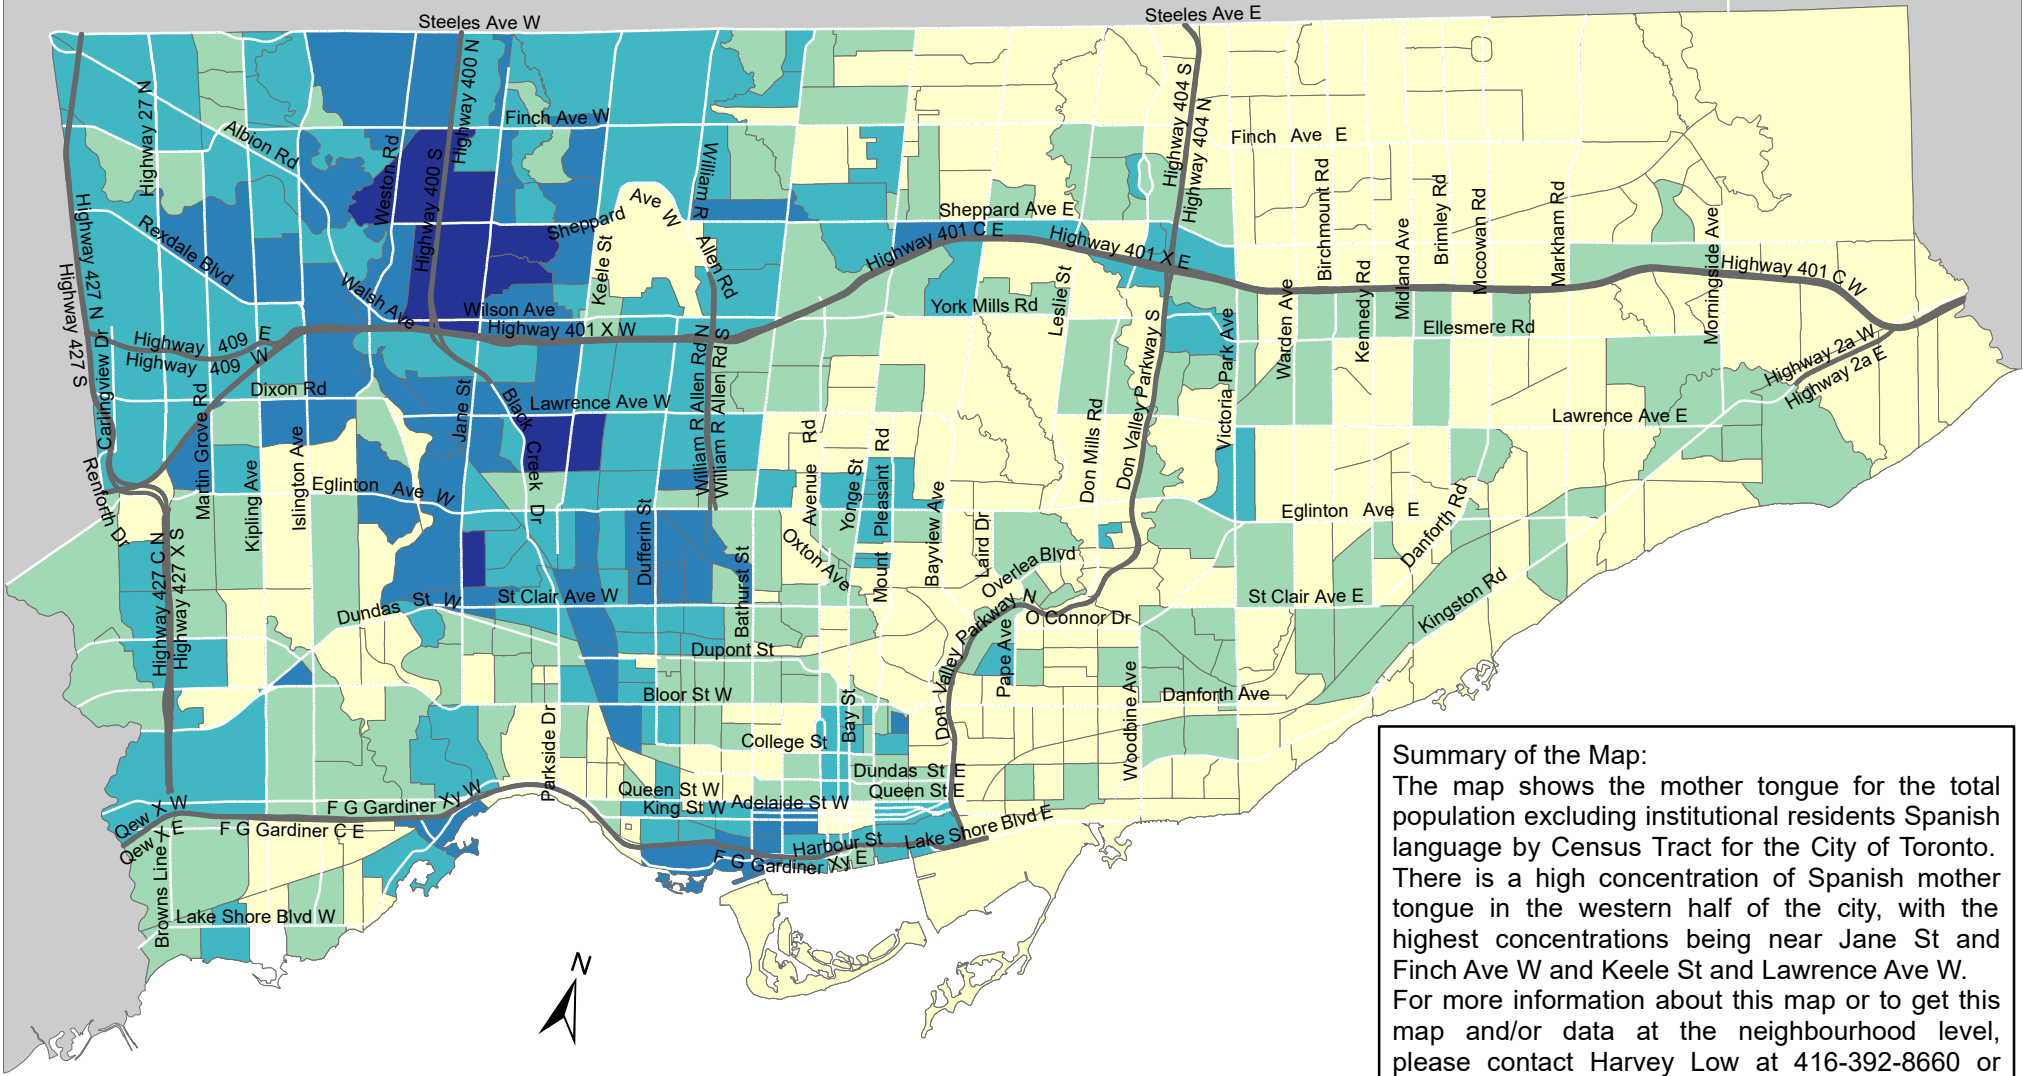 Steeles Ave W
Steeles Ave E
Highway 400 N
Highway 27 N
Finch Ave W
Albion Rd
Weston Rd
Highway 400 S
William R
Highway 404 S
Highway 404 N
Finch Ave E
Highway 427 N
Rexdale Blvd
Sheppard
Ave W
Keele St
Allen Rd
Sheppard Ave E
Highway 401 C E
Highway 401 X E
Birchmount Rd
Midland Ave
Brimley Rd
Mccowan Rd
Markham Rd
Morningside Ave
Highway 401 C W
Highway 427 S
Walsh Ave
Wilson Ave
Highway 401 X W
York Mills Rd
Leslie St
Warden Ave
Kennedy Rd
Ellesmere Rd
Highway 409 E
Highway 409 W
Carlingview Dr
Dixon Rd
Martin Grove Rd
Jane St
Black Creek Dr
Lawrence Ave W
William R Allen Rd N
William R Allen Rd S
Don Valley Parkway S
Victoria Park Ave
Highway 2a W
Highway 2a E
Lawrence Ave E
Renforth Dr
Kipling Ave
Islington Ave
Eglinton Ave W
Dufferin St
Avenue Rd
Yonge St
Mount Pleasant Rd
Bayview Ave
Laird Dr
Don Mills Rd
Eglinton Ave E
Danforth Rd
Highway 427 C N
Highway 427 X S
Oxton Ave
Overlea Blvd
Dundas St W
St Clair Ave W
Bathurst St
Don Valley Parkway N
O Connor Dr
St Clair Ave E
Kingston Rd
Dupont St
Pape Ave
Bloor St W
Woodbine Ave
Danforth Ave
Parkside Dr
Bay St
College St
Dundas St E
Queen St W
Queen St E
King St W
Adelaide St W
Qew X W
F G Gardiner Xy W
Qew X E
F G Gardiner C E
Harbour St
Lake Shore Blvd E
F G Gardiner Xy E
Browns Line
Lake Shore Blvd W
N
Summary of the Map:
The map shows the mother tongue for the total
population excluding institutional residents Spanish
language by Census Tract for the City of Toronto.
There is a high concentration of Spanish mother
tongue in the western half of the city, with the
highest concentrations being near Jane St and
Finch Ave W and Keele St and Lawrence Ave W.
For more information about this map or to get this
map and/or data at the neighbourhood level,
please contact Harvey Low at 416-392-8660 or